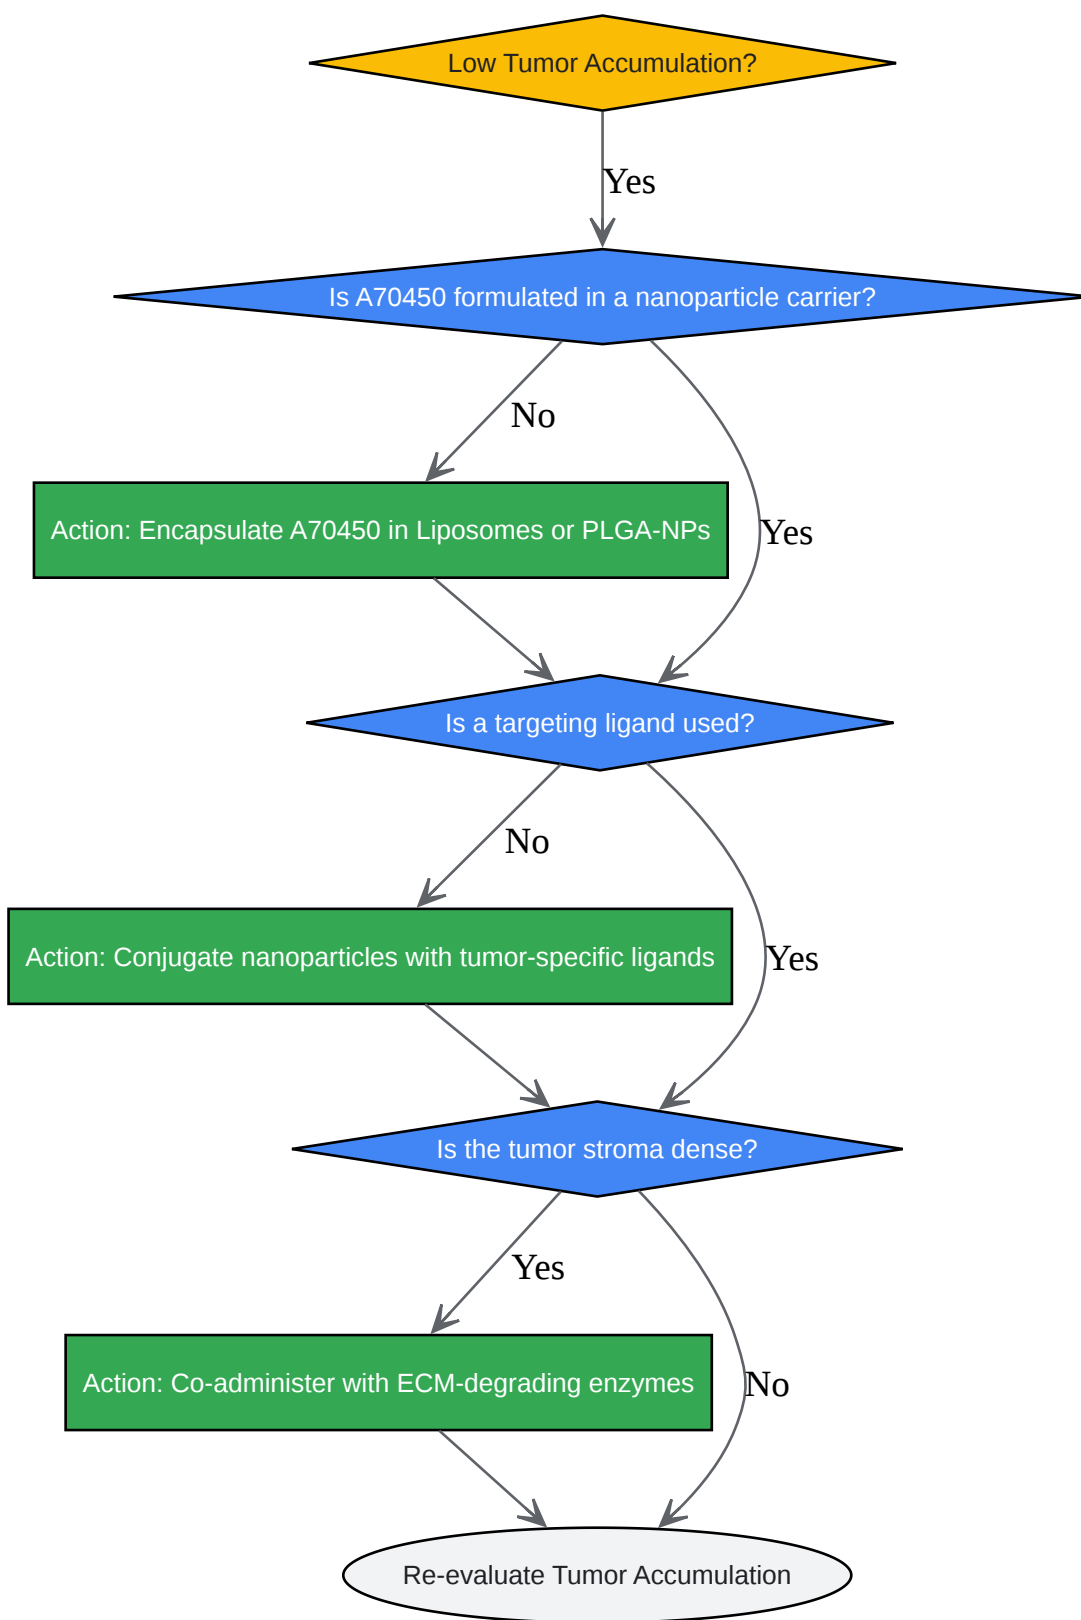 Low Tumor Accumulation?
Yes
Is A70450 formulated in a nanoparticle carrier?
No
Action: Encapsulate A70450 in Liposomes or PLGA-NPs
Yes
Is a targeting ligand used?
No
Action: Conjugate nanoparticles with tumor-specific ligands
Yes
Is the tumor stroma dense?
Yes
Action: Co-administer with ECM-degrading enzymes
No
Re-evaluate Tumor Accumulation